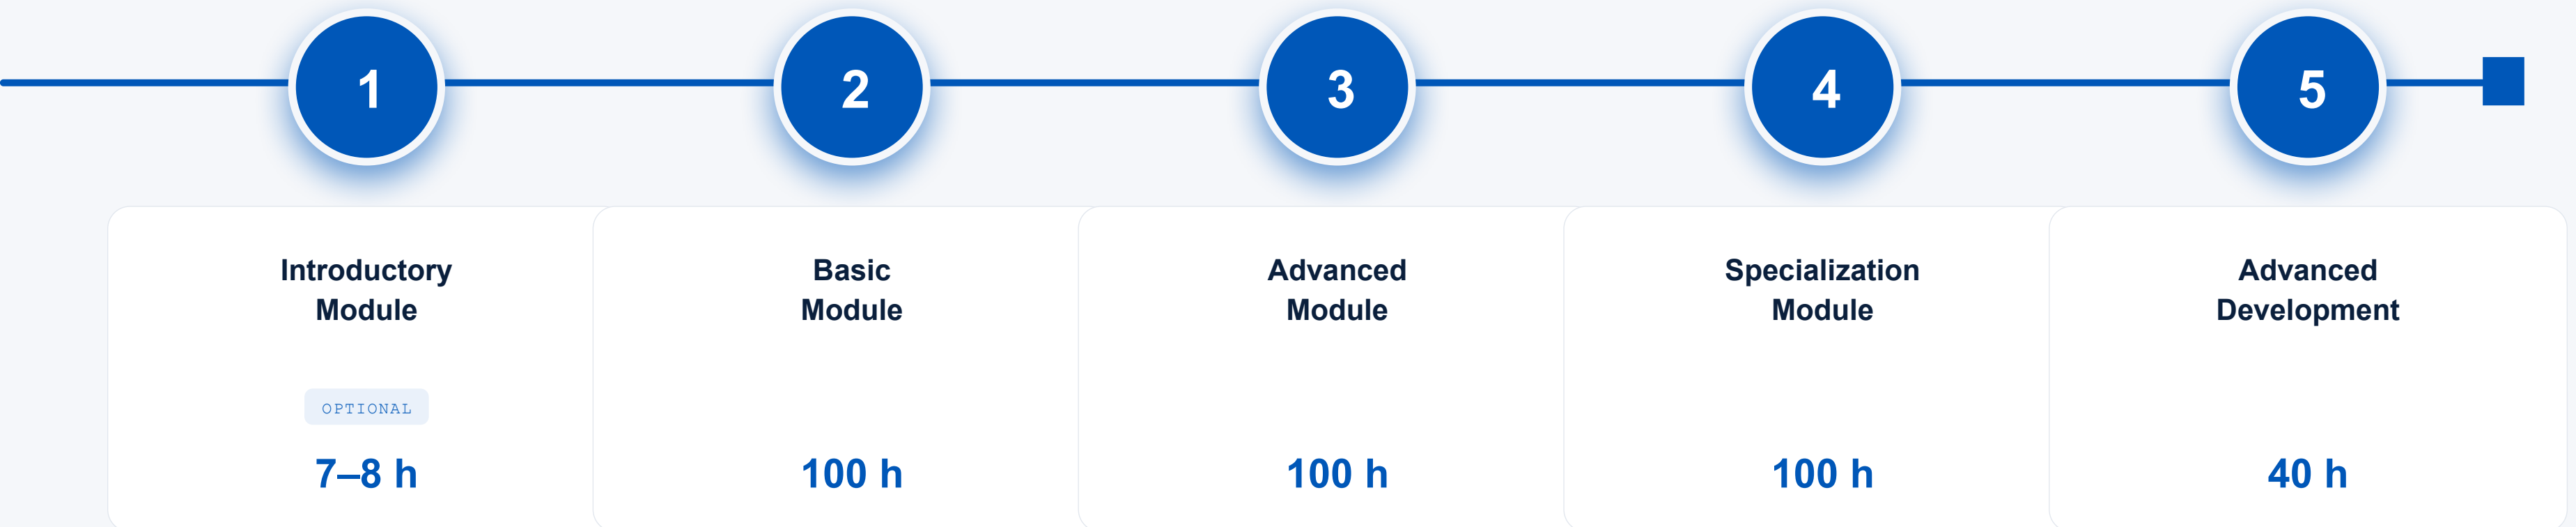 1
2
3
4
5
Introductory
Module
OPTIONAL
7–8 h
Basic
Module
100 h
Advanced
Module
100 h
Specialization
Module
100 h
Advanced
Development
40 h